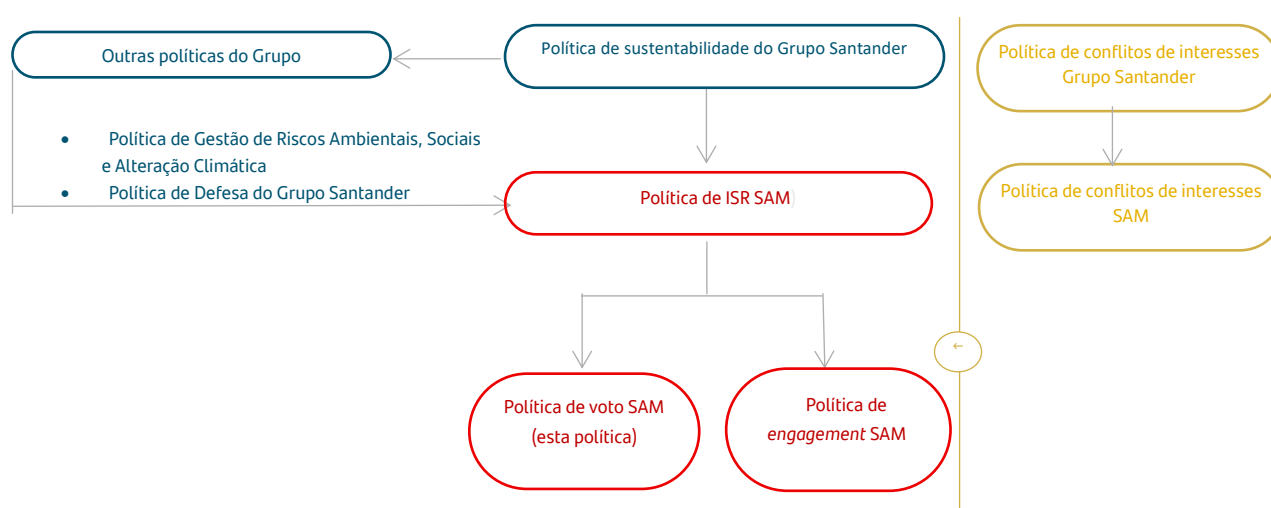 Outras políticas do Grupo
Política de sustentabilidade do Grupo Santander
Política de conflitos de interesses
Grupo Santander
• Política de Gestão de Riscos Ambientais, Sociais
e Alteração Climática
• Política de Defesa do Grupo Santander
Política de ISR SAM
Política de conflitos de interesses
SAM
←
Política de voto SAM
(esta política)
Política de
engagement SAM